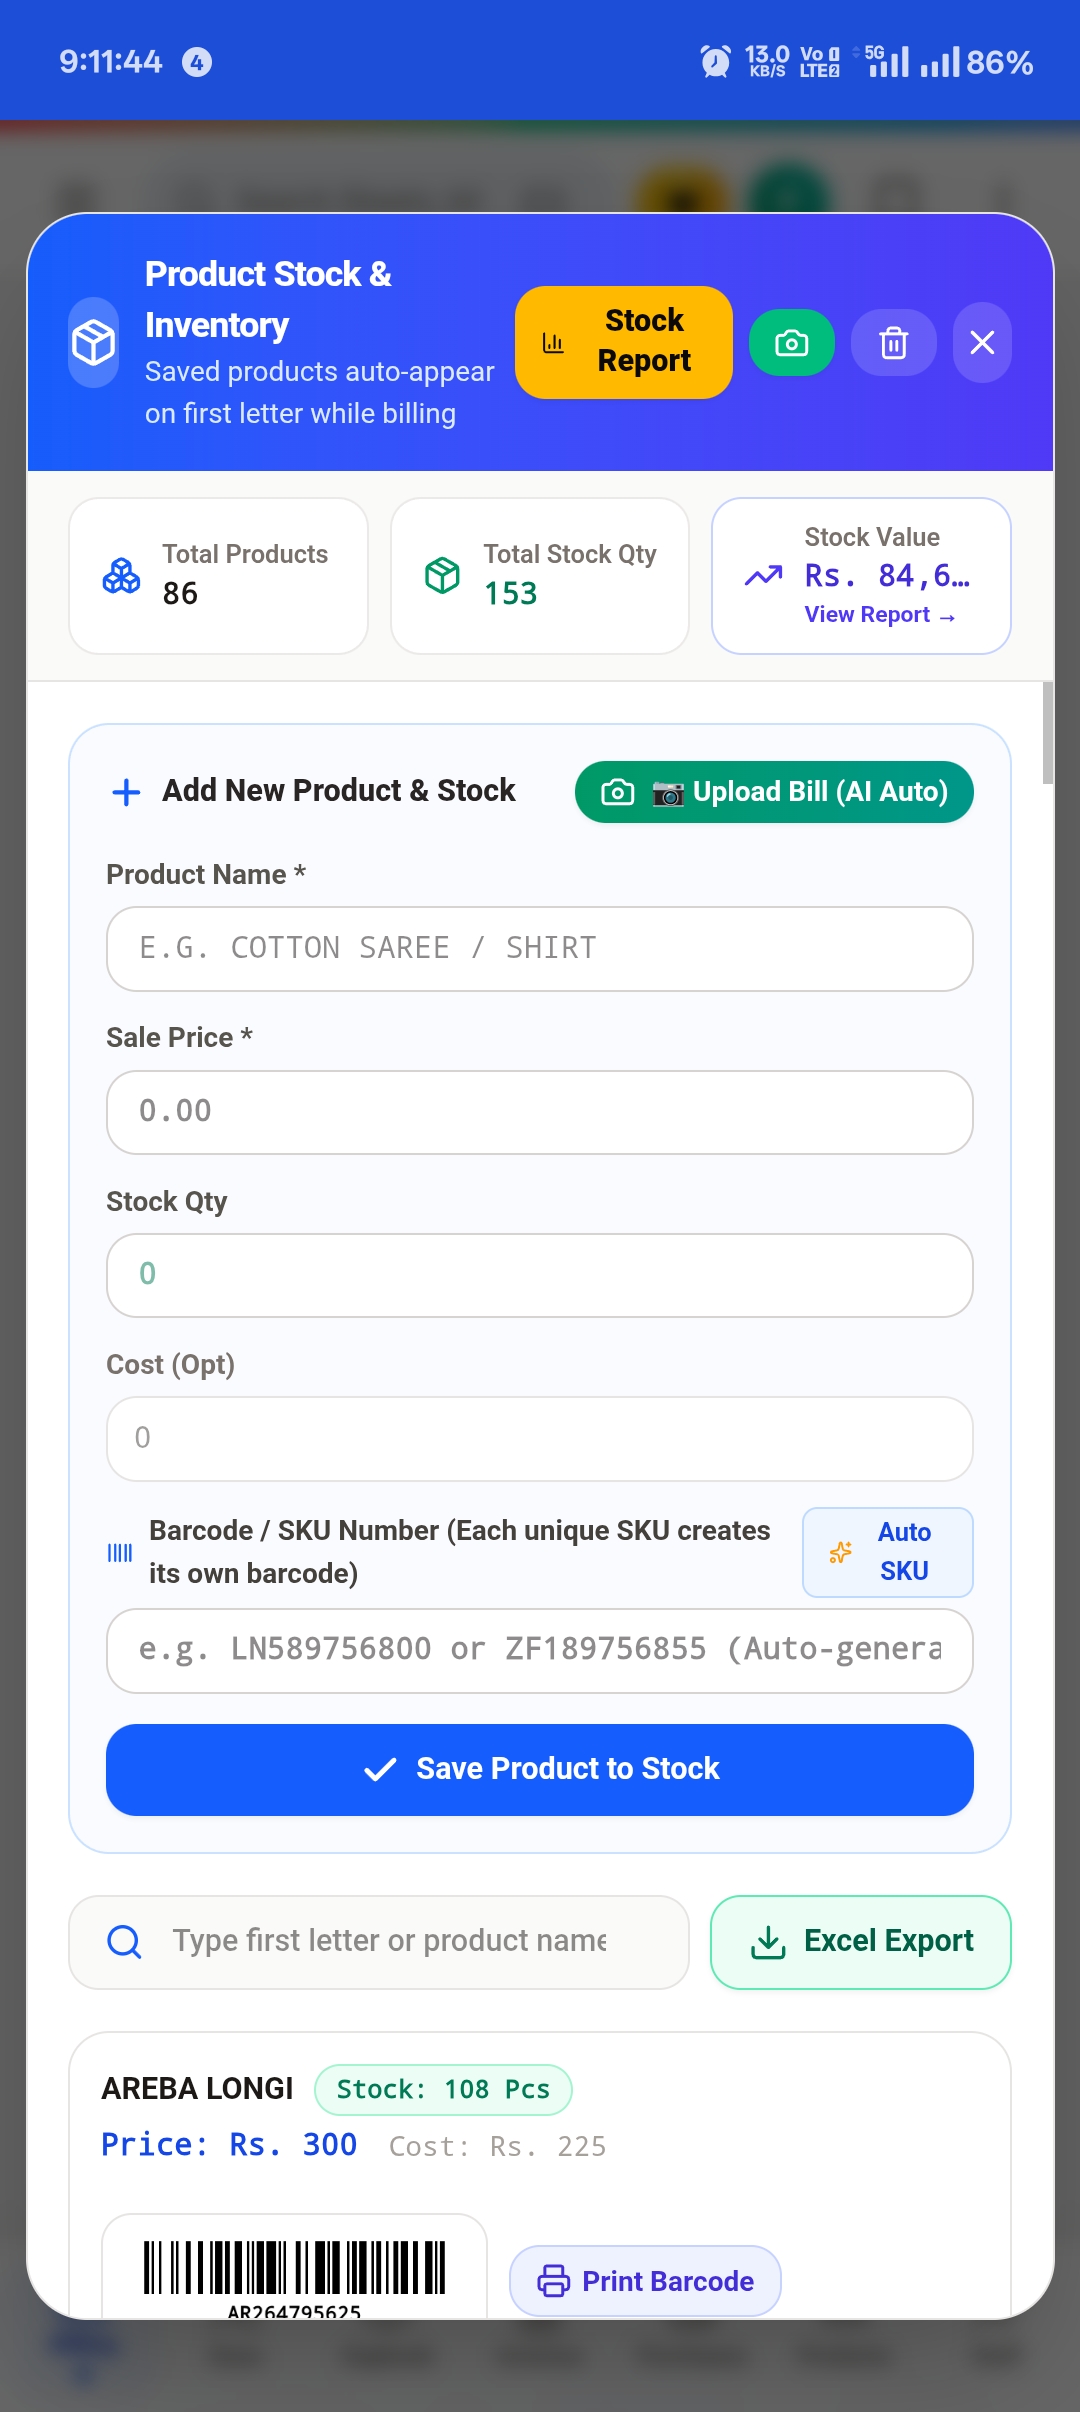 9:11:44 4 13.0 KB/S Vo 1 LTE 2 5G 86%
Product Stock &
Inventory
Saved products auto-appear
on first letter while billing
Stock
Report
Total Products
86
Total Stock Qty
153
Stock Value
Rs. 84,6...
View Report →
Add New Product & Stock
Upload Bill (AI Auto)
Product Name *
E.G. COTTON SAREE / SHIRT
Sale Price *
0.00
Stock Qty
0
Cost (Opt)
0
Barcode / SKU Number (Each unique SKU creates
its own barcode)
Auto
SKU
e.g. LN589756800 or ZF189756855 (Auto-genera
Save Product to Stock
Type first letter or product name
Excel Export
AREBA LONGI Stock: 108 Pcs
Price: Rs. 300 Cost: Rs. 225
AR264795625
Print Barcode